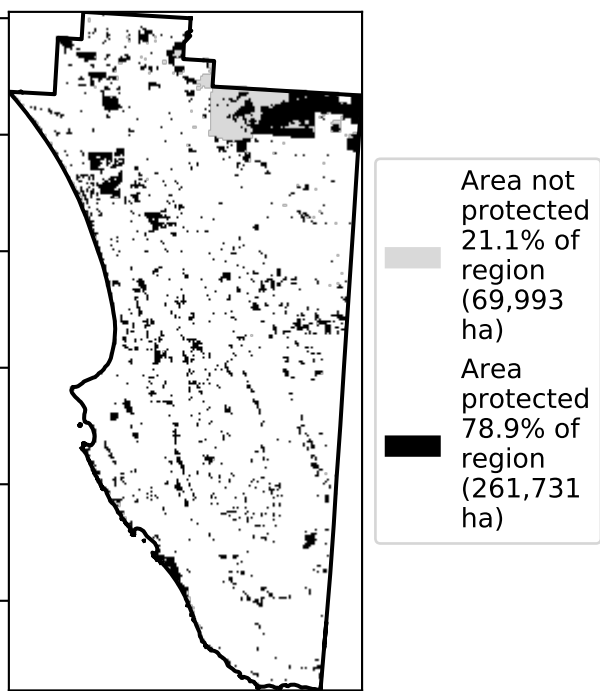 Area not
protected
21.1% of
region
(69,993
ha)
Area
protected
78.9% of
region
(261,731
ha)